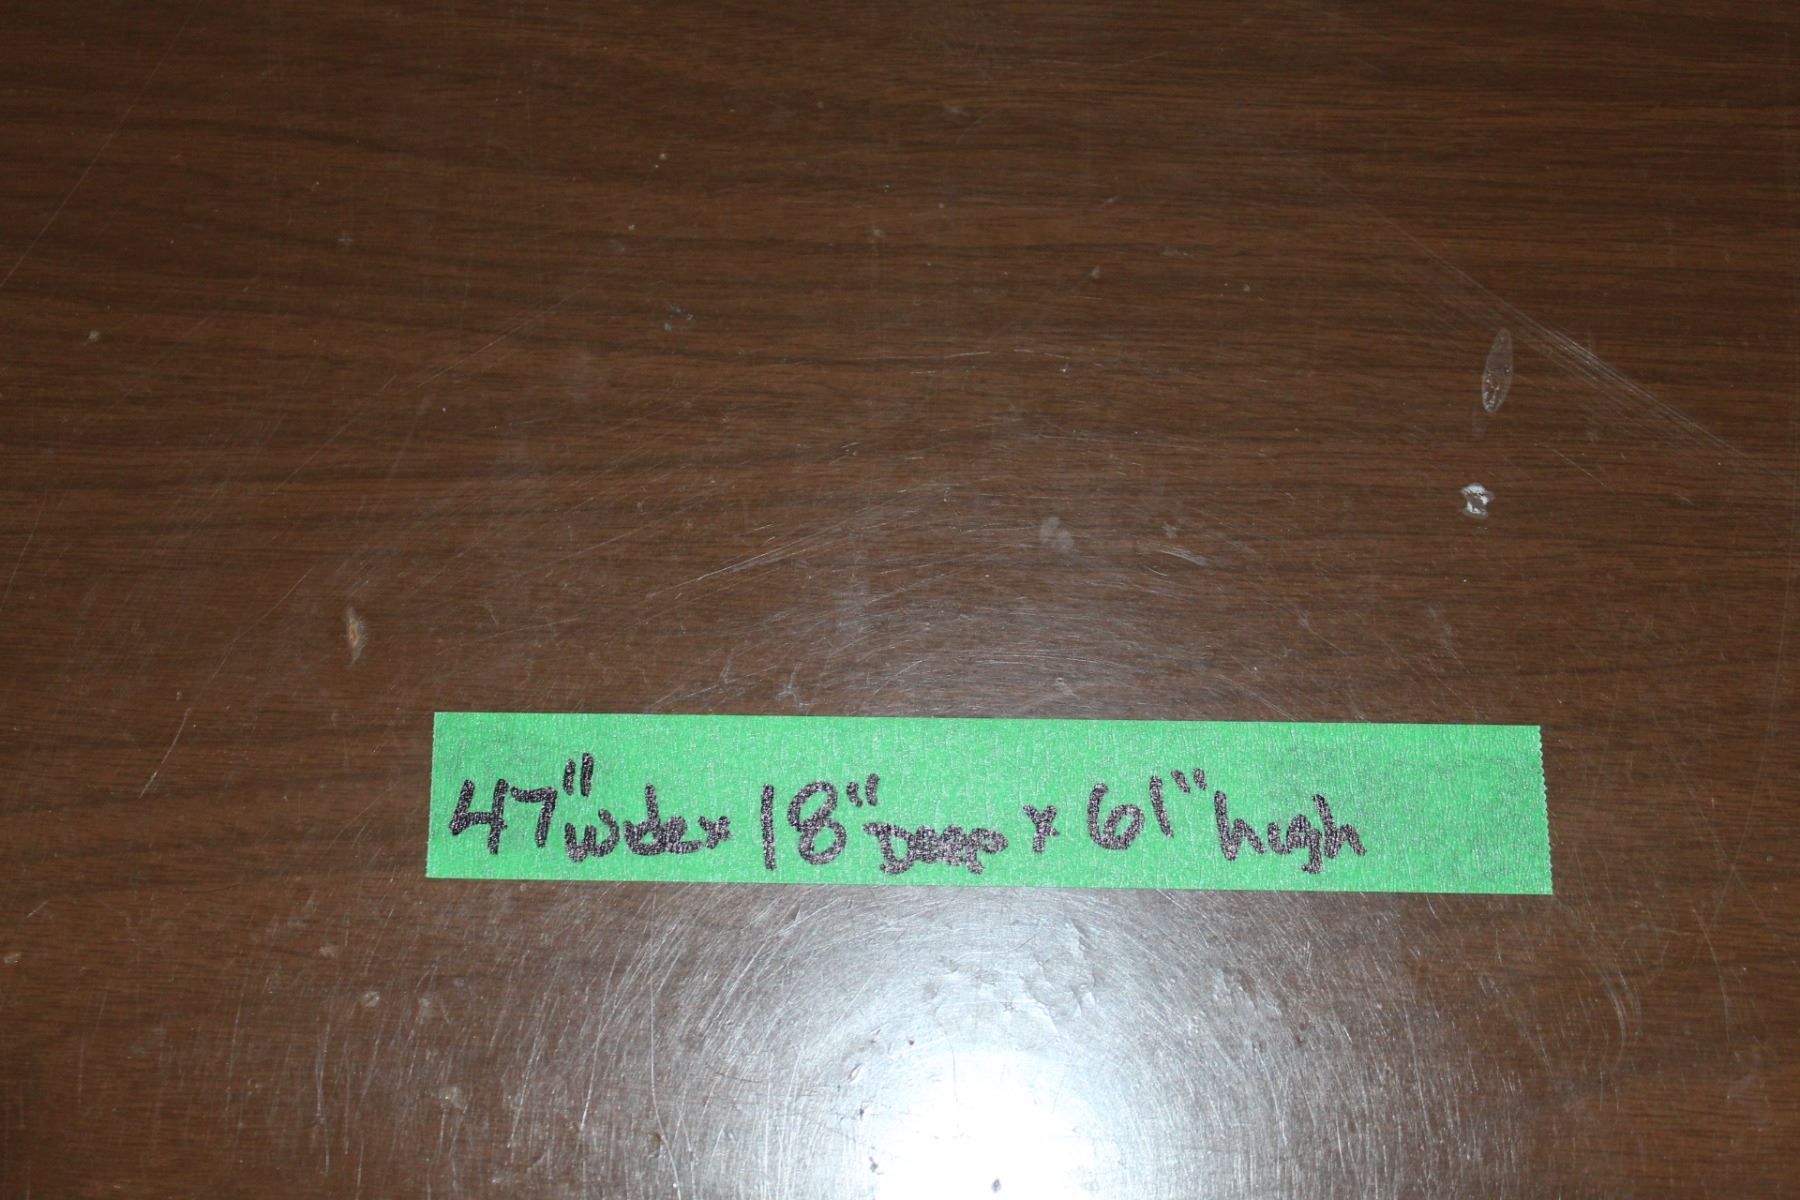 47" wide x 18" Deep x 61" high